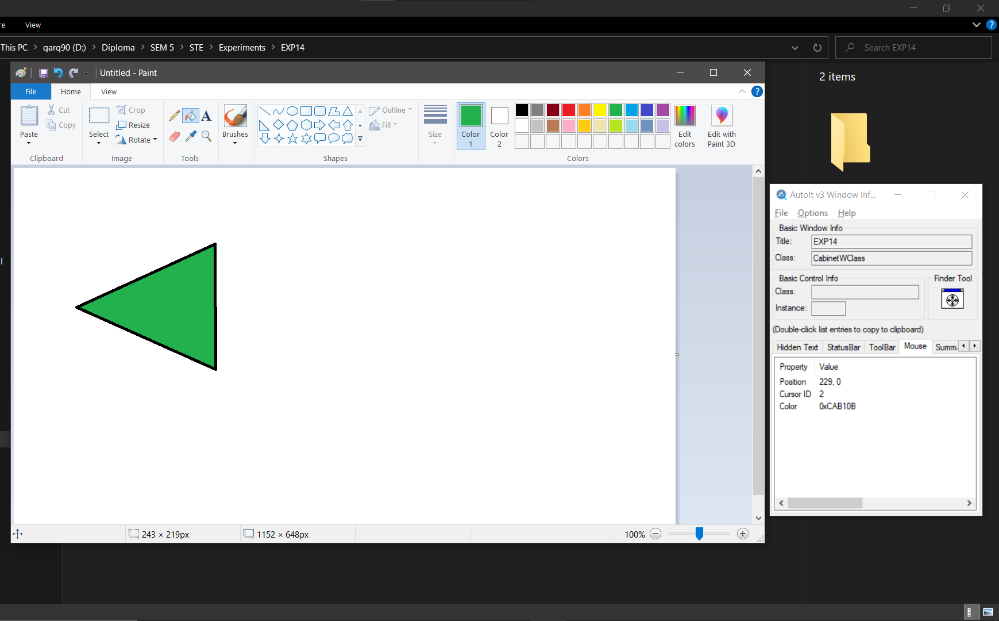 re View
This PC > qarq90 (D:) > Diploma > SEM 5 > STE > Experiments > EXP14
Search EXP14
2 items
Untitled - Paint
File Home View
Paste
Cut
Copy
Clipboard
Select
Crop
Resize
Rotate
Image
A
Tools
Brushes
Outline
Fill
Shapes
Size
Color 1
Color 2
Edit colors
Colors
Edit with Paint 3D
243 × 219px
1152 × 648px
100%
AutoIt v3 Window Inf...
File Options Help
Basic Window Info
Title: EXP14
Class: CabinetWClass
Basic Control Info
Class:
Instance:
Finder Tool
(Double-click list entries to copy to clipboard)
Hidden Text StatusBar ToolBar Mouse Summ
Property Value
Position 229, 0
Cursor ID 2
Color 0xCAB10B